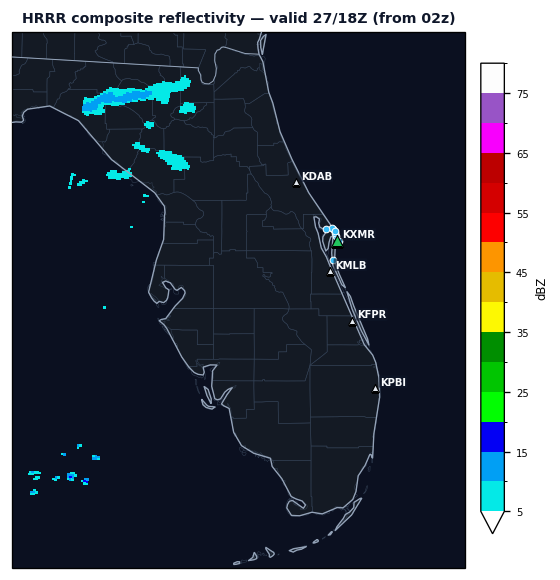 HRRR composite reflectivity — valid 27/18Z (from 02z)
KDAB
KXMR
KMLB
KFPR
KPBI
75
65
55
45
35
25
15
5
dBZ